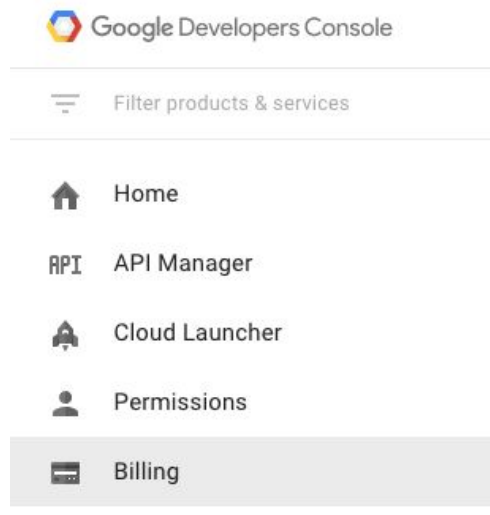 Google Developers Console
Filter products & services
Home
API API Manager
Cloud Launcher
Permissions
Billing